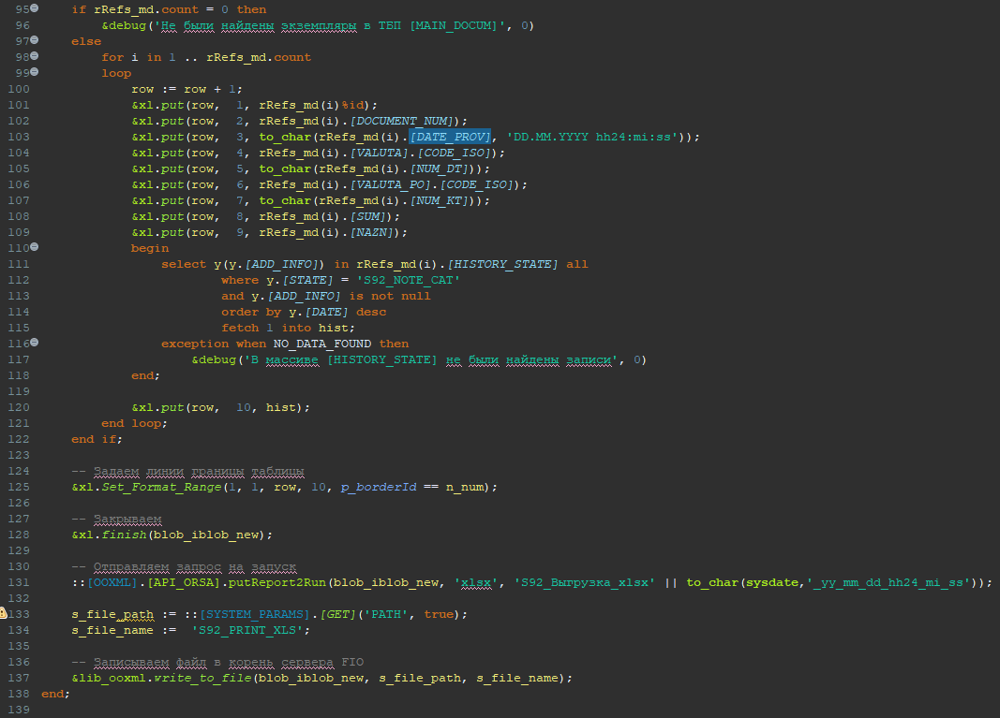 95 if rRefs_md.count = 0 then
96 &debug('Не были найдены экземпляры в ТБП [MAIN_DOCUM]', 0)
97 else
98 for i in 1 .. rRefs_md.count
99 loop
100 row := row + 1;
101 &xl.put(row, 1, rRefs_md(i)%id);
102 &xl.put(row, 2, rRefs_md(i).[DOCUMENT_NUM]);
103 &xl.put(row, 3, to_char(rRefs_md(i).[DATE_PROV], 'DD.MM.YYYY hh24:mi:ss'));
104 &xl.put(row, 4, rRefs_md(i).[VALUTA].[CODE_ISO]);
105 &xl.put(row, 5, to_char(rRefs_md(i).[NUM_DT]));
106 &xl.put(row, 6, rRefs_md(i).[VALUTA_PO].[CODE_ISO]);
107 &xl.put(row, 7, to_char(rRefs_md(i).[NUM_KT]));
108 &xl.put(row, 8, rRefs_md(i).[SUM]);
109 &xl.put(row, 9, rRefs_md(i).[NAZN]);
110 begin
111 select y(y.[ADD_INFO]) in rRefs_md(i).[HISTORY_STATE] all
112 where y.[STATE] = 'S92_NOTE_CAT'
113 and y.[ADD_INFO] is not null
114 order by y.[DATE] desc
115 fetch 1 into hist;
116 exception when NO_DATA_FOUND then
117 &debug('В массиве [HISTORY_STATE] не были найдены записи', 0)
118 end;
119
120 &xl.put(row, 10, hist);
121 end loop;
122 end if;
123
124 -- Задаем линии границы таблицы
125 &xl.Set_Format_Range(1, 1, row, 10, p_borderId == n_num);
126
127 -- Закрываем
128 &xl.finish(blob_iblob_new);
129
130 -- Отправляем запрос на запуск
131 ::[OOXML].[API_ORSA].putReport2Run(blob_iblob_new, 'xlsx', 'S92_Выгрузка_xlsx' || to_char(sysdate,'_yy_mm_dd_hh24_mi_ss'));
132
133 s_file_path := ::[SYSTEM_PARAMS].[GET]('PATH', true);
134 s_file_name := 'S92_PRINT_XLS';
135
136 -- Записываем файл в корень сервера FIO
137 &lib_ooxml.write_to_file(blob_iblob_new, s_file_path, s_file_name);
138 end;
139